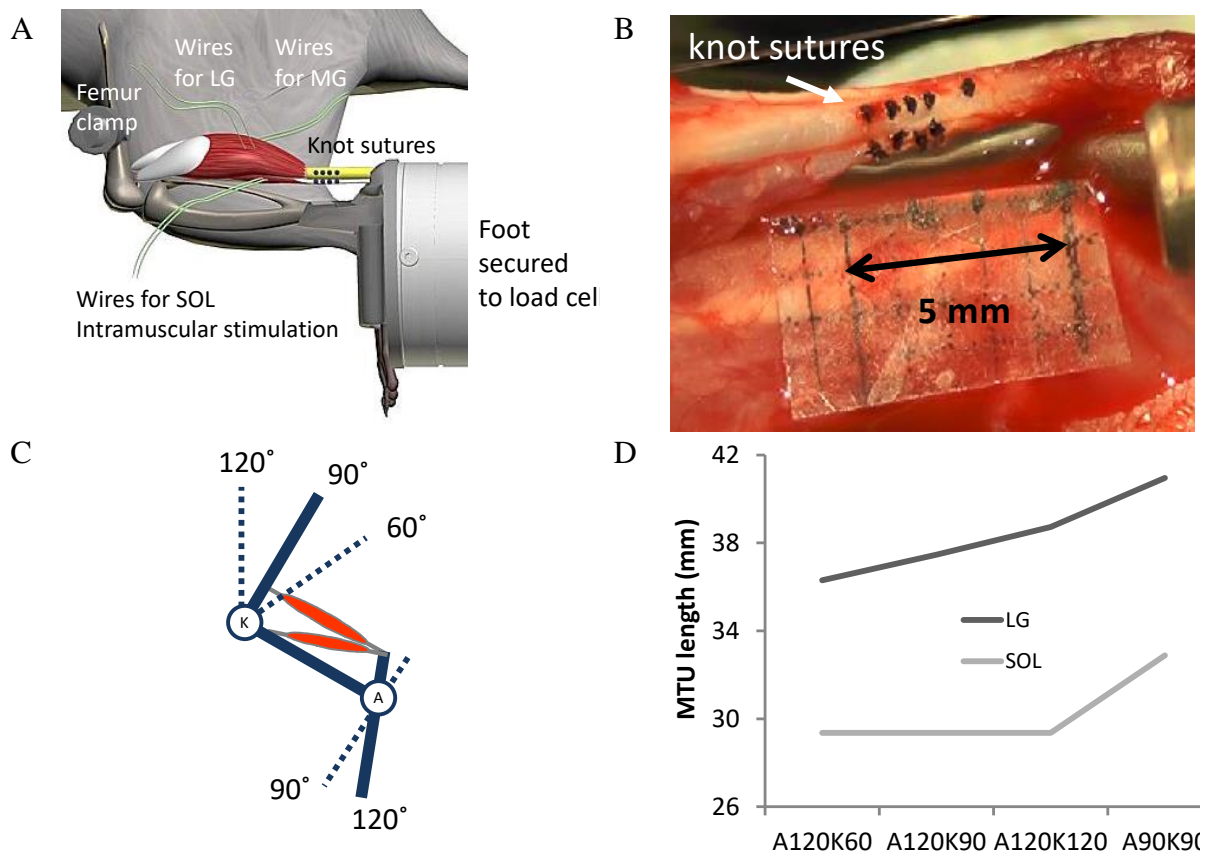 A
Wires
for LG
Wires
for MG
Femur
clamp
Knot sutures
Foot
secured
to load cel
Wires for SOL
Intramuscular stimulation
B
knot sutures
5 mm
C
120˚
90˚
60˚
K
A
90˚
120˚
D
MTU length (mm)
42
38
34
30
26
LG
SOL
A120K60 A120K90 A120K120 A90K90